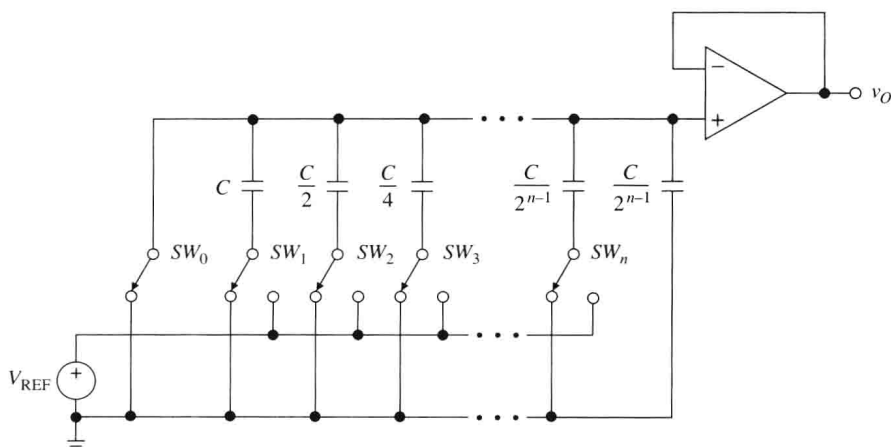 −
+
v_O
C
C/2
C/4
C/2^{n−1}
C/2^{n−1}
SW_0
SW_1
SW_2
SW_3
SW_n
V_REF
+